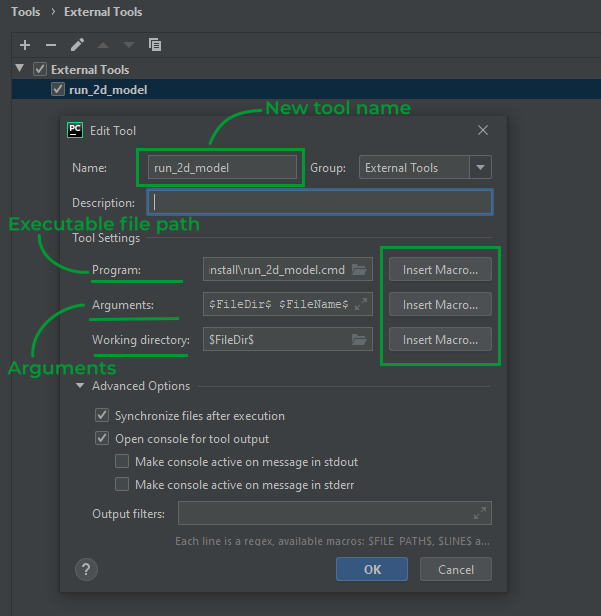 Tools › External Tools
External Tools
run_2d_model
New tool name
PC Edit Tool
Name: run_2d_model Group: External Tools
Description:
Executable file path
Tool Settings
Program: nstall\run_2d_model.cmd Insert Macro...
Arguments: $FileDir$ $FileName$ Insert Macro...
Working directory: $FileDir$ Insert Macro...
Arguments
Advanced Options
Synchronize files after execution
Open console for tool output
Make console active on message in stdout
Make console active on message in stderr
Output filters:
Each line is a regex, available macros: $FILE_PATH$, $LINE$ a...
? OK Cancel